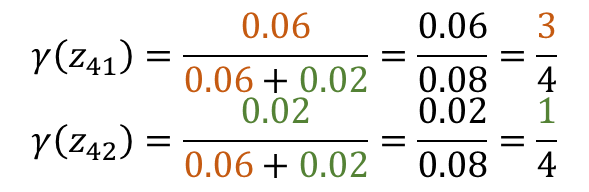 γ(z₄₁) = 0.06 / (0.06 + 0.02) = 0.06 / 0.08 = 3 / 4
γ(z₄₂) = 0.02 / (0.06 + 0.02) = 0.02 / 0.08 = 1 / 4